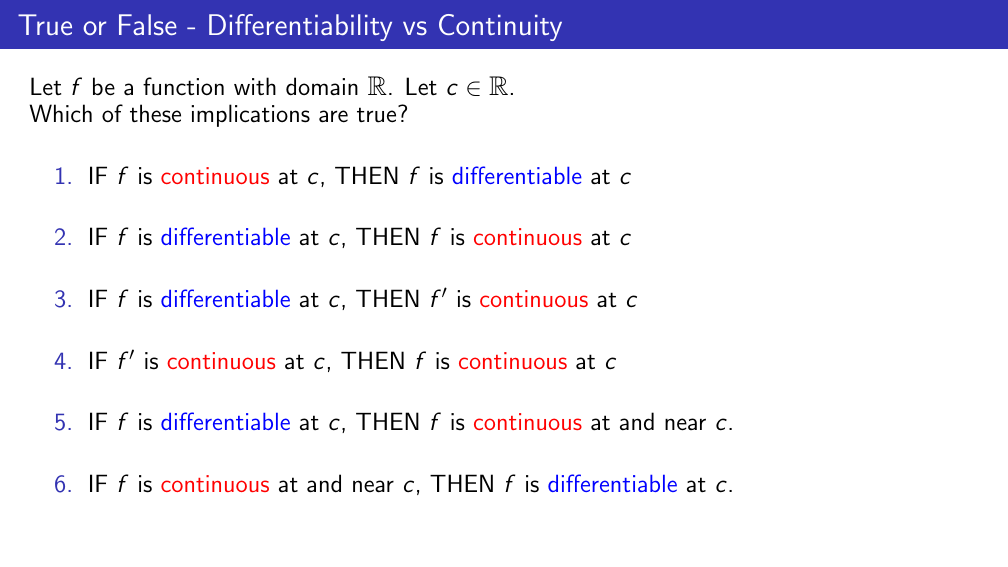 True or False - Differentiability vs Continuity
Let f be a function with domain ℝ. Let c ∈ ℝ.
Which of these implications are true?
1. IF f is continuous at c, THEN f is differentiable at c
2. IF f is differentiable at c, THEN f is continuous at c
3. IF f is differentiable at c, THEN f′ is continuous at c
4. IF f′ is continuous at c, THEN f is continuous at c
5. IF f is differentiable at c, THEN f is continuous at and near c.
6. IF f is continuous at and near c, THEN f is differentiable at c.